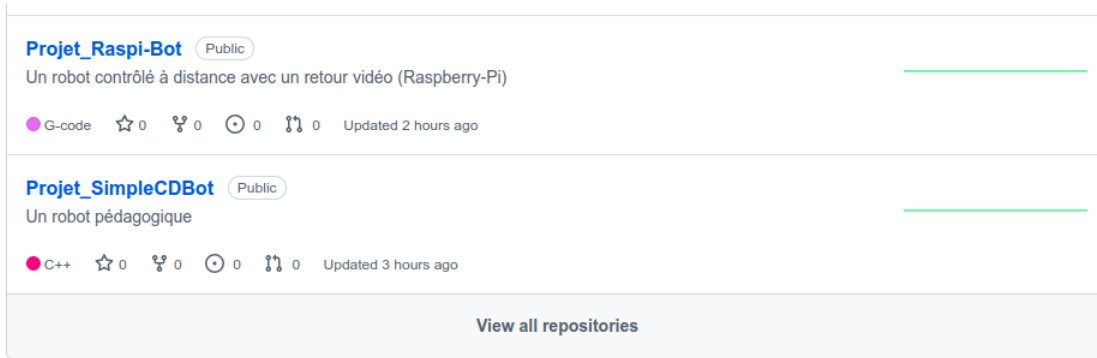 Projet_Raspi-Bot Public
Un robot contrôlé à distance avec un retour vidéo (Raspberry-Pi)
G-code 0 0 0 0 Updated 2 hours ago
Projet_SimpleCDBot Public
Un robot pédagogique
C++ 0 0 0 0 Updated 3 hours ago
View all repositories